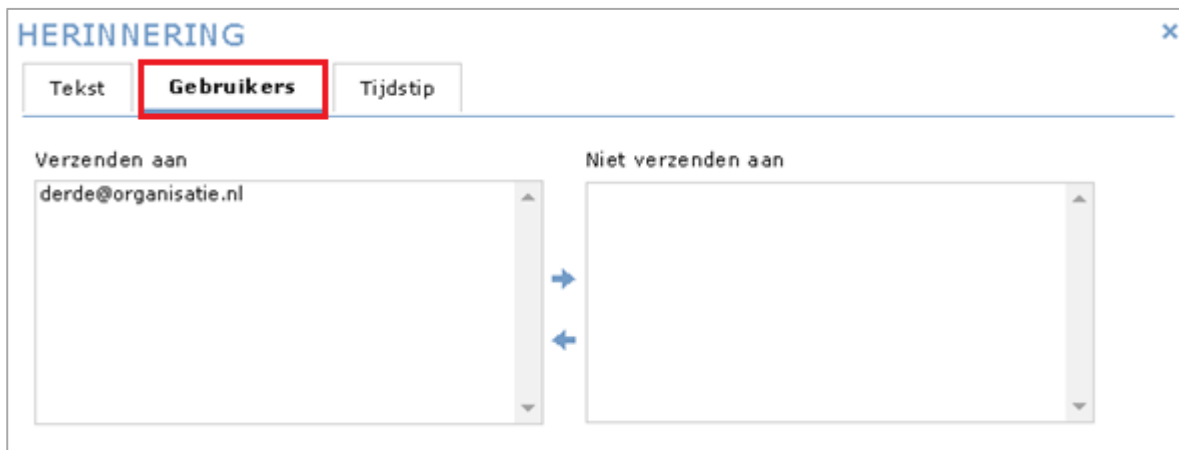 HERINNERING
Tekst Gebruikers Tijdstip
Verzenden aan Niet verzenden aan
derde@organisatie.nl